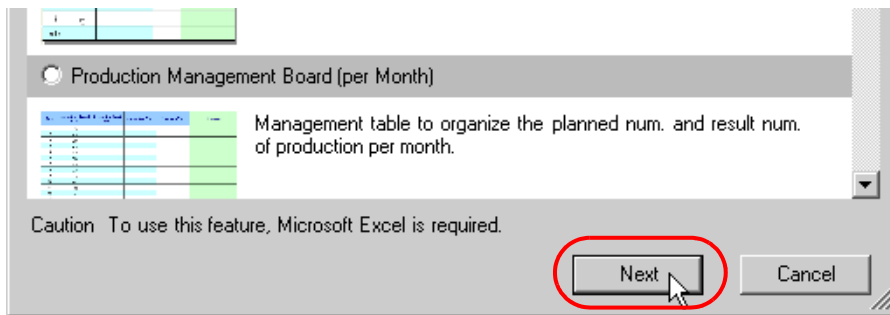 Production Management Board (per Month)
Management table to organize the planned num. and result num.
of production per month.
Caution  To use this feature, Microsoft Excel is required.
Next
Cancel